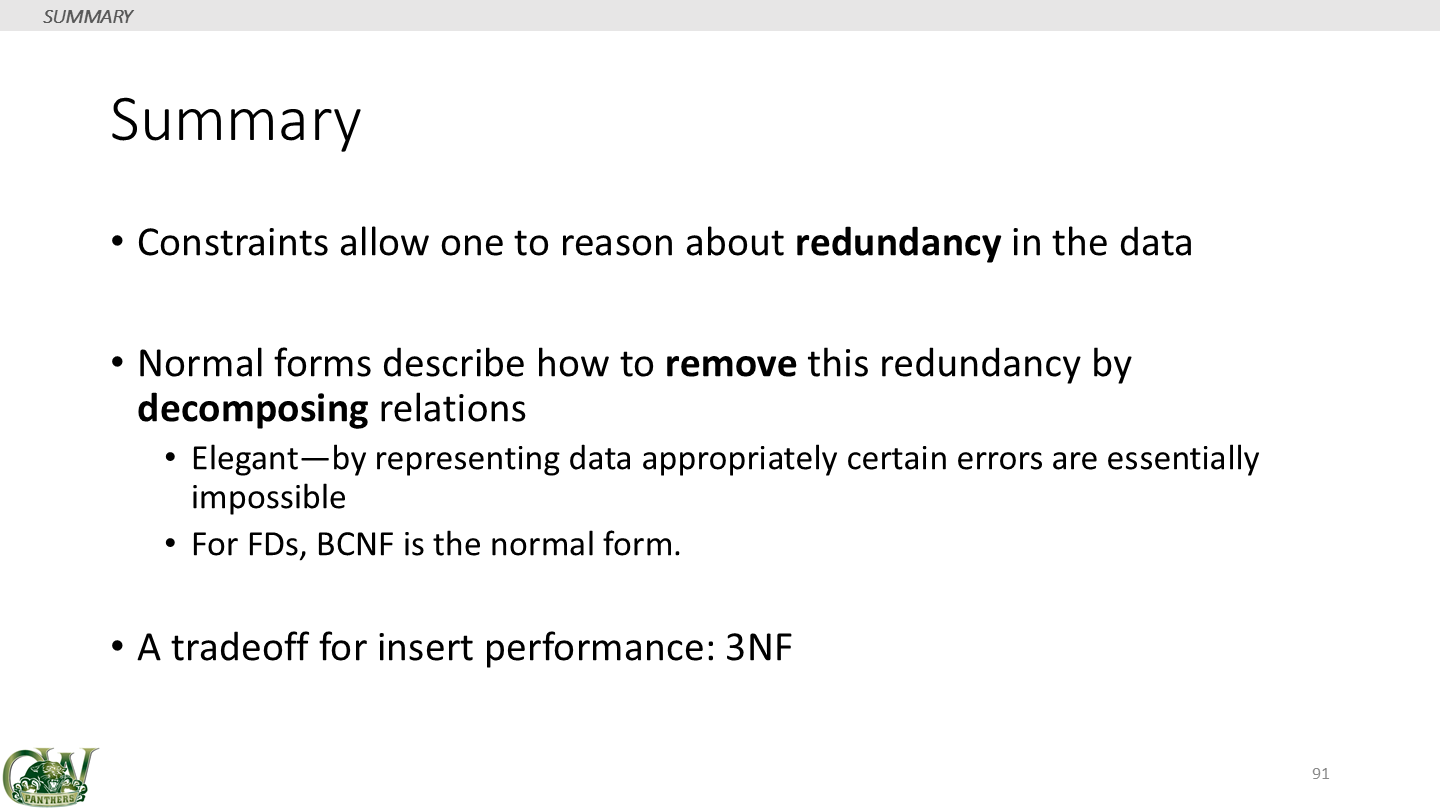 SUMMARY
Summary
• Constraints allow one to reason about redundancy in the data
• Normal forms describe how to remove this redundancy by
decomposing relations
• Elegant—by representing data appropriately certain errors are essentially
impossible
• For FDs, BCNF is the normal form.
• A tradeoff for insert performance: 3NF
OW
PANTHERS
91